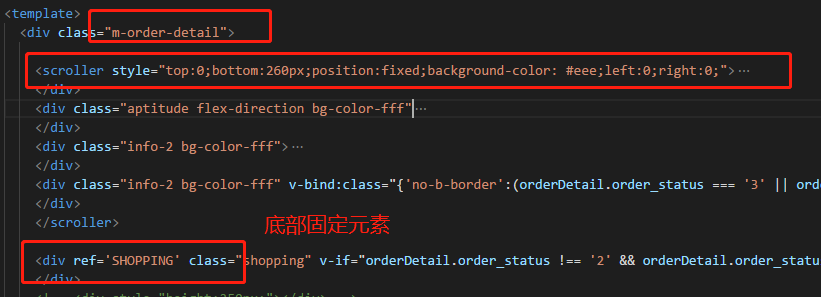 <template>
<div class="m-order-detail">
<scroller style="top:0;bottom:260px;position:fixed;background-color: #eee;left:0;right:0;">…
</div>
<div class="aptitude flex-direction bg-color-fff"…
</div>
<div class="info-2 bg-color-fff">…
</div>
<div class="info-2 bg-color-fff" v-bind:class="{'no-b-border':(orderDetail.order_status === '3' || ord
</div>
</scroller>
底部固定元素
<div ref='SHOPPING' class="shopping" v-if="orderDetail.order_status !== '2' && orderDetail.order_statu
</div>